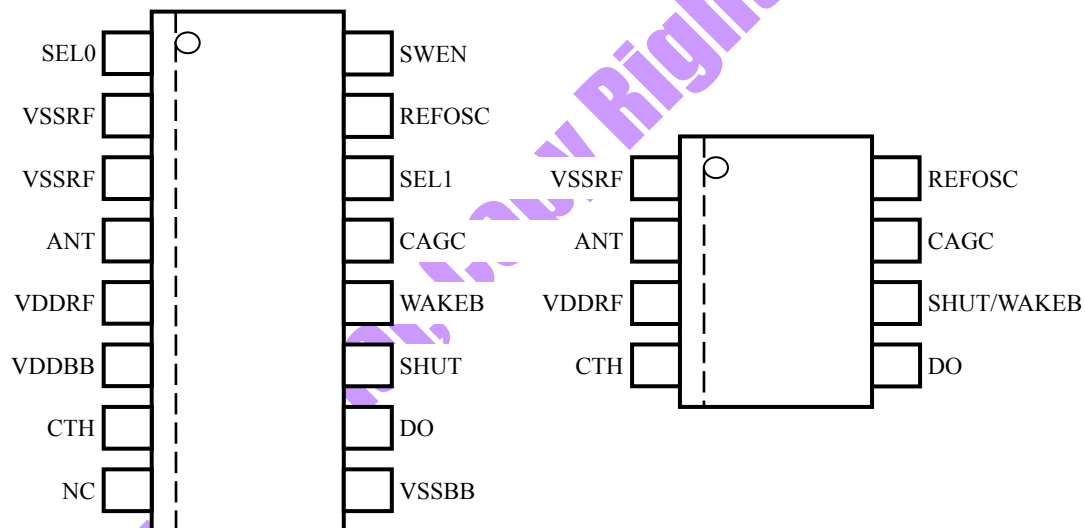 SEL0
VSSRF
VSSRF
ANT
VDDRF
VDDBB
CTH
NC
SWEN
REFOSC
SEL1
CAGC
WAKEB
SHUT
DO
VSSBB
VSSRF
ANT
VDDRF
CTH
REFOSC
CAGC
SHUT/WAKEB
DO